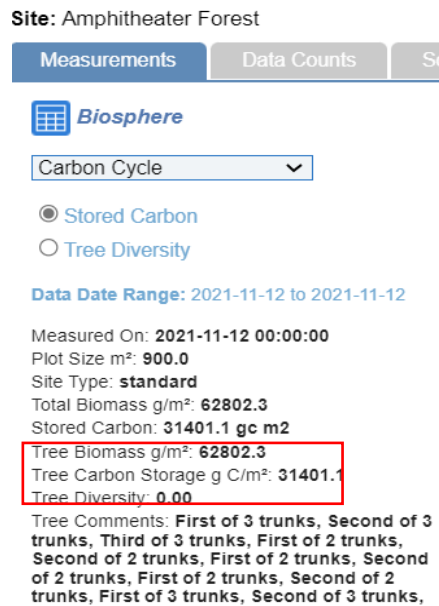 Site: Amphitheater Forest
Measurements
Data Counts
Biosphere
Carbon Cycle
Stored Carbon
Tree Diversity
Data Date Range: 2021-11-12 to 2021-11-12
Measured On: 2021-11-12 00:00:00
Plot Size m²: 900.0
Site Type: standard
Total Biomass g/m²: 62802.3
Stored Carbon: 31401.1 gc m2
Tree Biomass g/m²: 62802.3
Tree Carbon Storage g C/m²: 31401.1
Tree Diversity: 0.00
Tree Comments: First of 3 trunks, Second of 3
trunks, Third of 3 trunks, First of 2 trunks,
Second of 2 trunks, First of 2 trunks, Second
of 2 trunks, First of 2 trunks, Second of 2
trunks, First of 3 trunks, Second of 3 trunks,